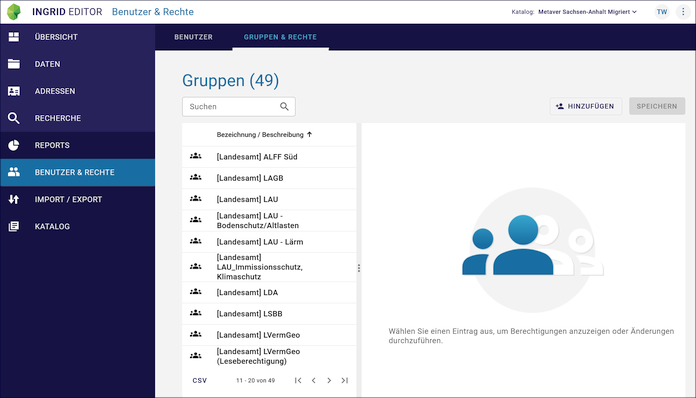 INGRID EDITOR
Benutzer & Rechte
Katalog: Metaver Sachsen-Anhalt Migriert
TW
ÜBERSICHT
DATEN
ADRESSEN
RECHERCHE
REPORTS
BENUTZER & RECHTE
IMPORT / EXPORT
KATALOG
BENUTZER
GRUPPEN & RECHTE
Gruppen (49)
Suchen
HINZUFÜGEN
SPEICHERN
Bezeichnung / Beschreibung
[Landesamt] ALFF Süd
[Landesamt] LAGB
[Landesamt] LAU
[Landesamt] LAU -
Bodenschutz/Altlasten
[Landesamt] LAU - Lärm
[Landesamt]
LAU_Immissionsschutz,
Klimaschutz
[Landesamt] LDA
[Landesamt] LSBB
[Landesamt] LVermGeo
[Landesamt] LVermGeo
(Leseberechtigung)
CSV
11 - 20 von 49
Wählen Sie einen Eintrag aus, um Berechtigungen anzuzeigen oder Änderungen
durchzuführen.